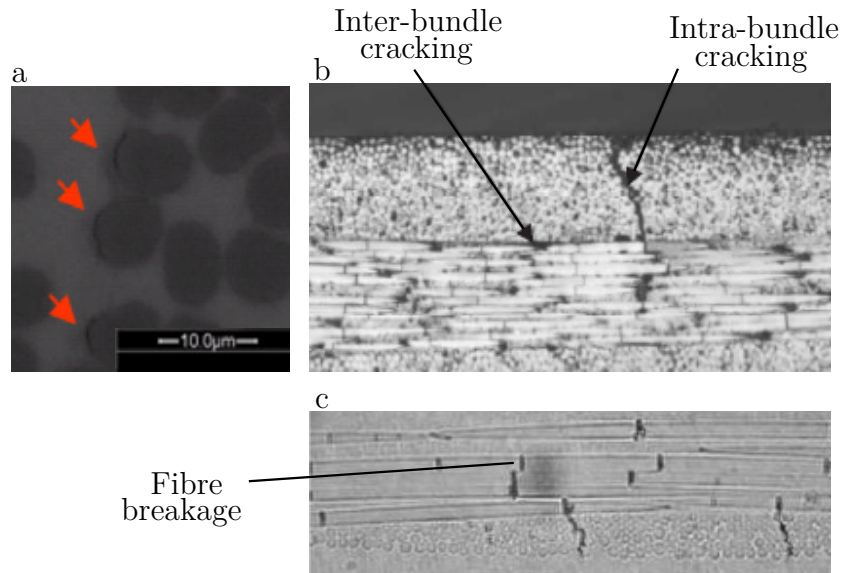 Inter-bundle
cracking
Intra-bundle
cracking
a
b
10.0µm
c
Fibre
breakage